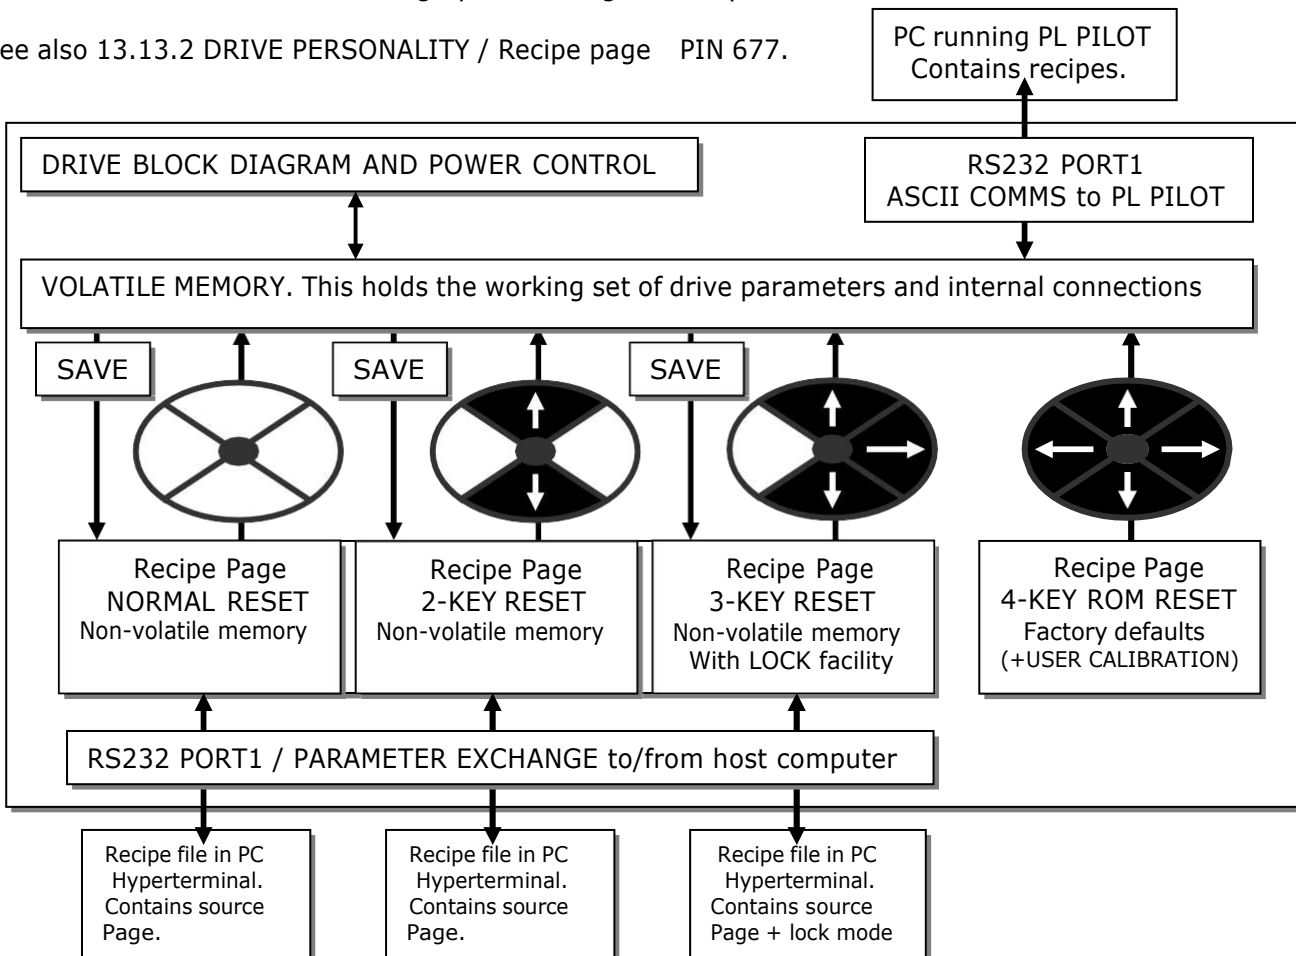 ee also 13.13.2 DRIVE PERSONALITY / Recipe page PIN 677.
PC running PL PILOT
Contains recipes.
DRIVE BLOCK DIAGRAM AND POWER CONTROL
RS232 PORT1
ASCII COMMS to PL PILOT
VOLATILE MEMORY. This holds the working set of drive parameters and internal connections
SAVE
SAVE
SAVE
Recipe Page
NORMAL RESET
Non-volatile memory
Recipe Page
2-KEY RESET
Non-volatile memory
Recipe Page
3-KEY RESET
Non-volatile memory
With LOCK facility
Recipe Page
4-KEY ROM RESET
Factory defaults
(+USER CALIBRATION)
RS232 PORT1 / PARAMETER EXCHANGE to/from host computer
Recipe file in PC
Hyperterminal.
Contains source
Page.
Recipe file in PC
Hyperterminal.
Contains source
Page.
Recipe file in PC
Hyperterminal.
Contains source
Page + lock mode